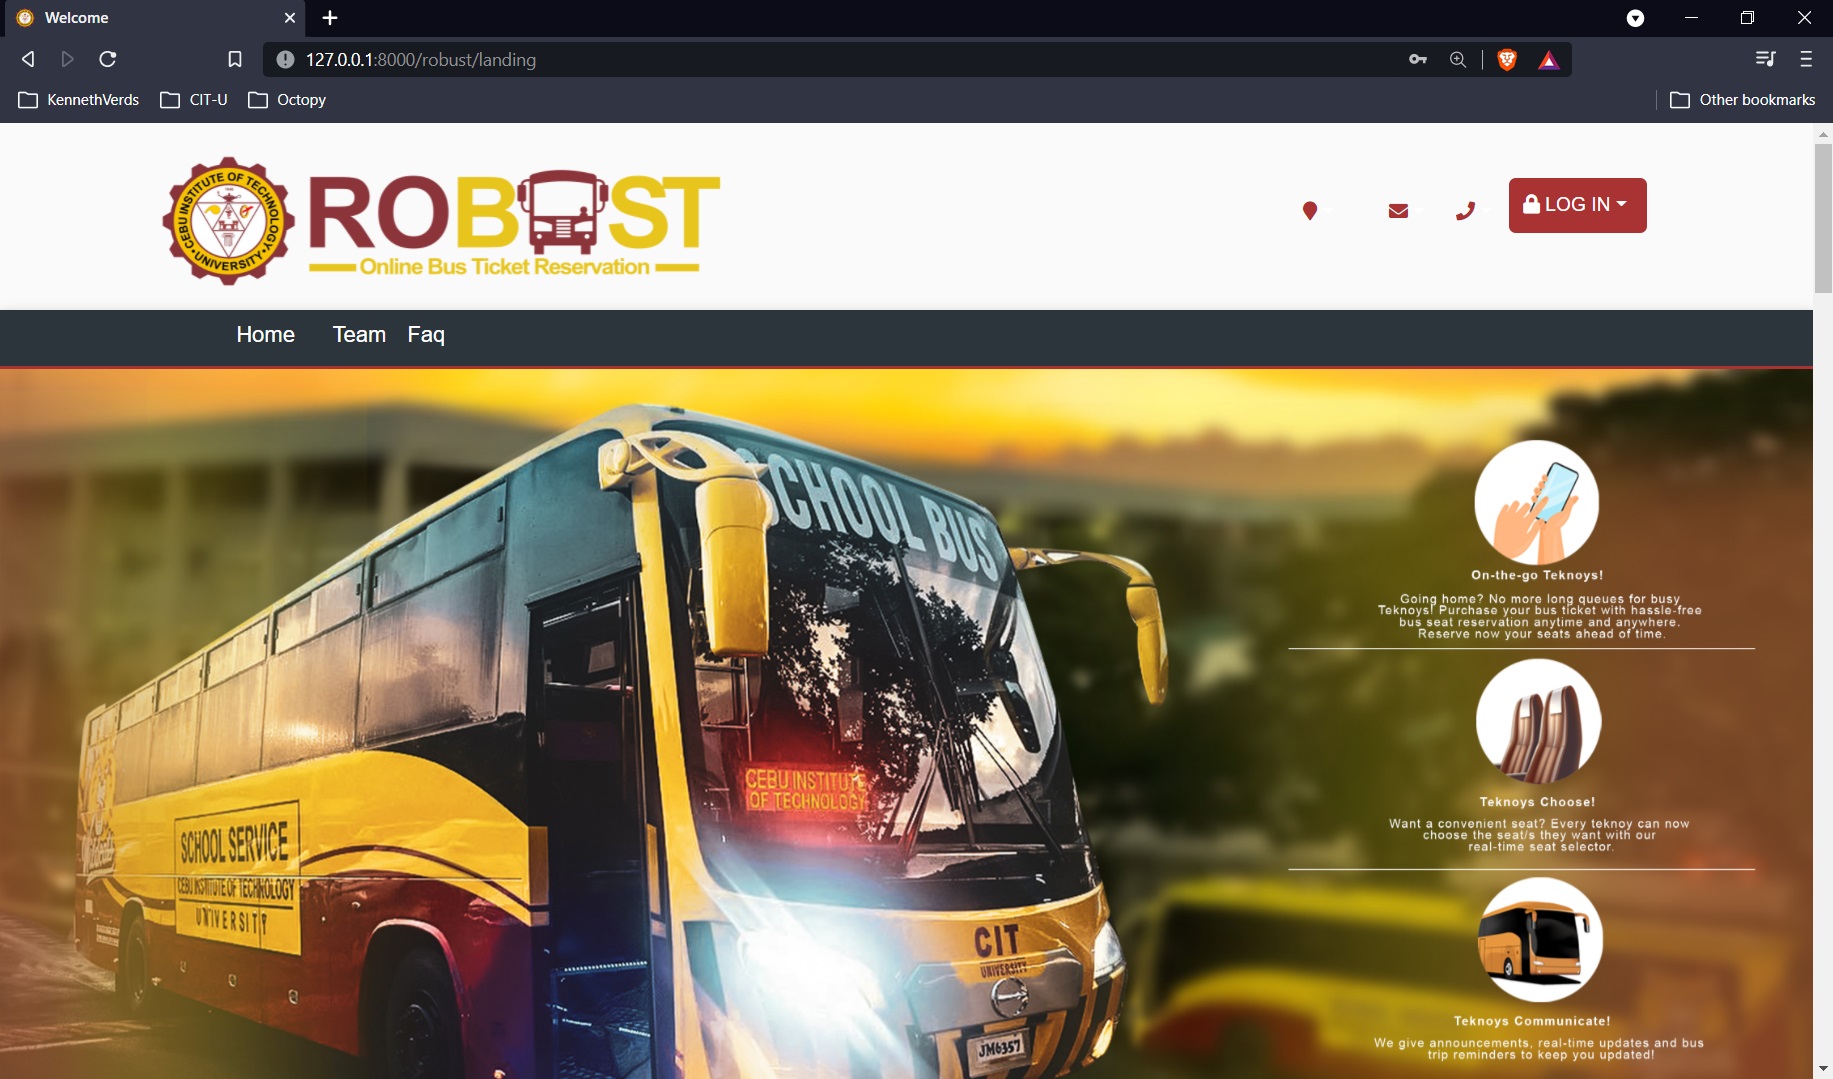 Welcome
127.0.0.1:8000/robust/landing
KennethVerds
CIT-U
Octopy
Other bookmarks
CEBU INSTITUTE OF TECHNOLOGY
UNIVERSITY
ROBUST
Online Bus Ticket Reservation
LOG IN
Home
Team
Faq
SCHOOL BUS
CEBU INSTITUTE
OF TECHNOLOGY
SCHOOL SERVICE
CEBU INSTITUTE OF TECHNOLOGY
UNIVERSITY
CIT
UNIVERSITY
JM6357
On-the-go Teknoys!
Going home? No more long queues for busy
Teknoys! Purchase your bus ticket with hassle-free
bus seat reservation anytime and anywhere.
Reserve now your seats ahead of time.
Teknoys Choose!
Want a convenient seat? Every teknoy can now
choose the seat/s they want with our
real-time seat selector.
Teknoys Communicate!
We give announcements, real-time updates and bus
trip reminders to keep you updated!